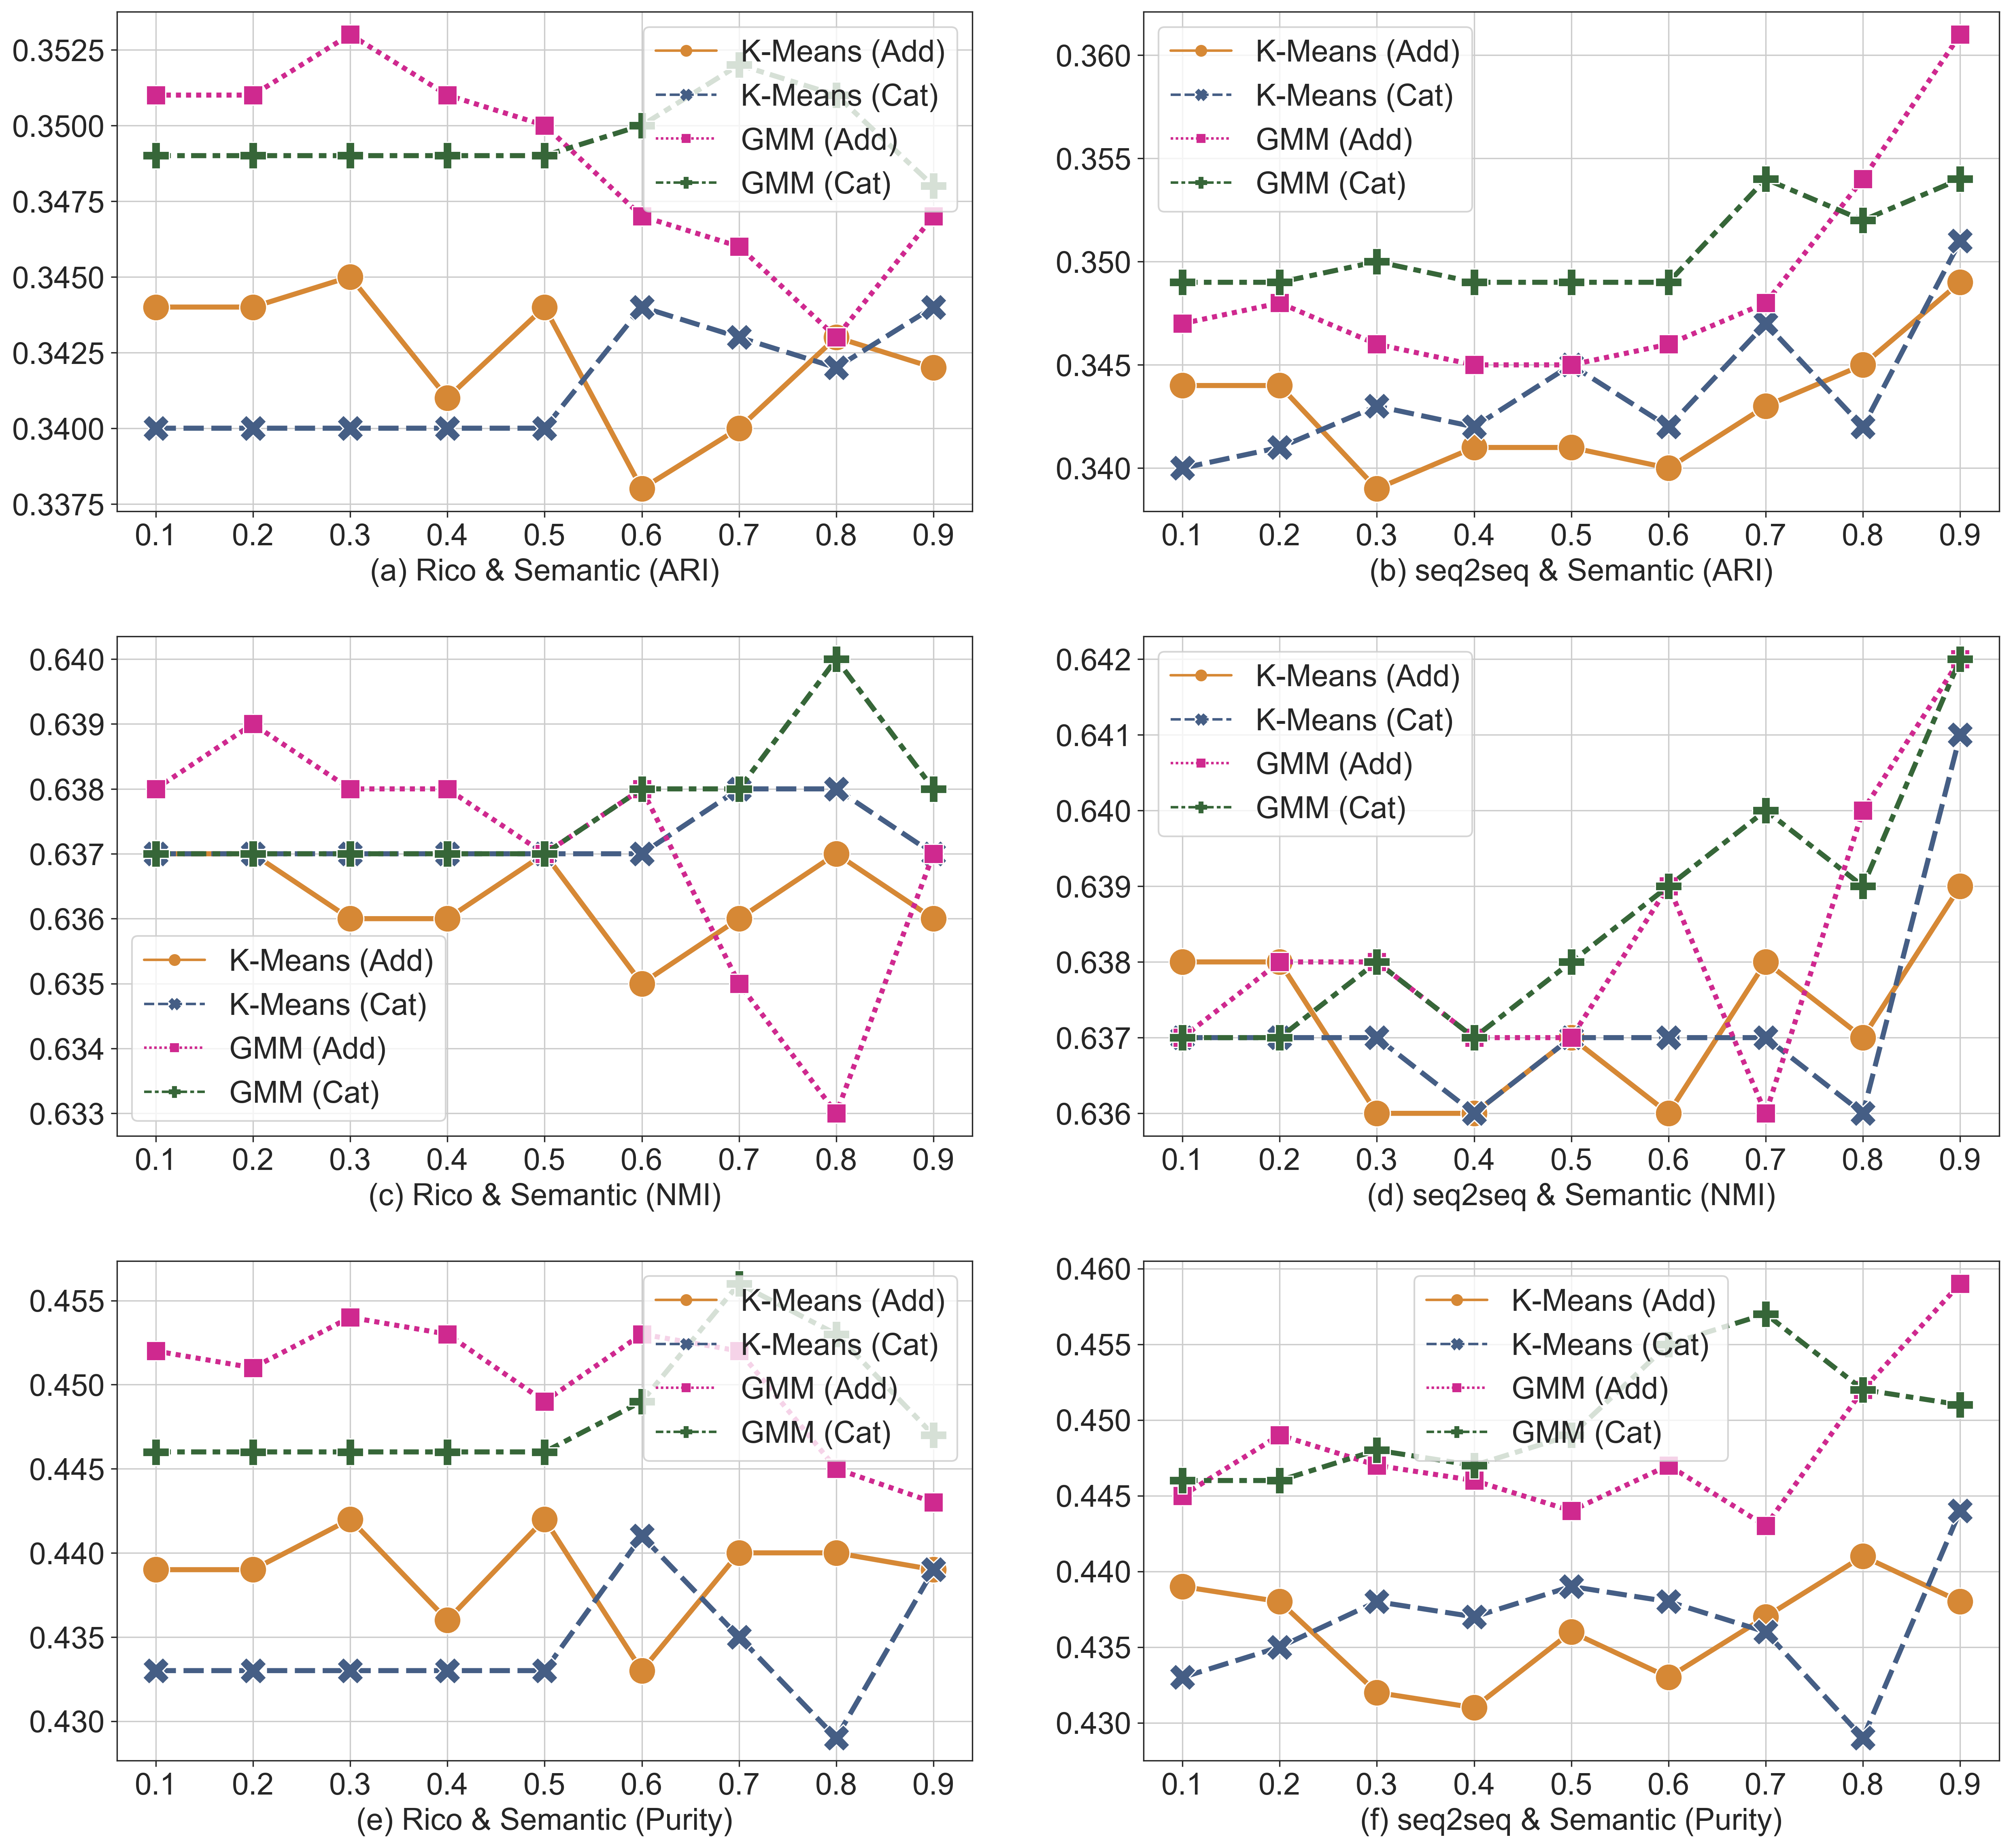 0.3525
0.3500
0.3475
0.3450
0.3425
0.3400
0.3375
K-Means (Add)
K-Means (Cat)
GMM (Add)
GMM (Cat)
0.1 0.2 0.3 0.4 0.5 0.6 0.7 0.8 0.9
(a) Rico & Semantic (ARI)
0.360
0.355
0.350
0.345
0.340
K-Means (Add)
K-Means (Cat)
GMM (Add)
GMM (Cat)
0.1 0.2 0.3 0.4 0.5 0.6 0.7 0.8 0.9
(b) seq2seq & Semantic (ARI)
0.640
0.639
0.638
0.637
0.636
0.635
0.634
0.633
K-Means (Add)
K-Means (Cat)
GMM (Add)
GMM (Cat)
0.1 0.2 0.3 0.4 0.5 0.6 0.7 0.8 0.9
(c) Rico & Semantic (NMI)
0.642
0.641
0.640
0.639
0.638
0.637
0.636
K-Means (Add)
K-Means (Cat)
GMM (Add)
GMM (Cat)
0.1 0.2 0.3 0.4 0.5 0.6 0.7 0.8 0.9
(d) seq2seq & Semantic (NMI)
0.455
0.450
0.445
0.440
0.435
0.430
K-Means (Add)
K-Means (Cat)
GMM (Add)
GMM (Cat)
0.1 0.2 0.3 0.4 0.5 0.6 0.7 0.8 0.9
(e) Rico & Semantic (Purity)
0.460
0.455
0.450
0.445
0.440
0.435
0.430
K-Means (Add)
K-Means (Cat)
GMM (Add)
GMM (Cat)
0.1 0.2 0.3 0.4 0.5 0.6 0.7 0.8 0.9
(f) seq2seq & Semantic (Purity)